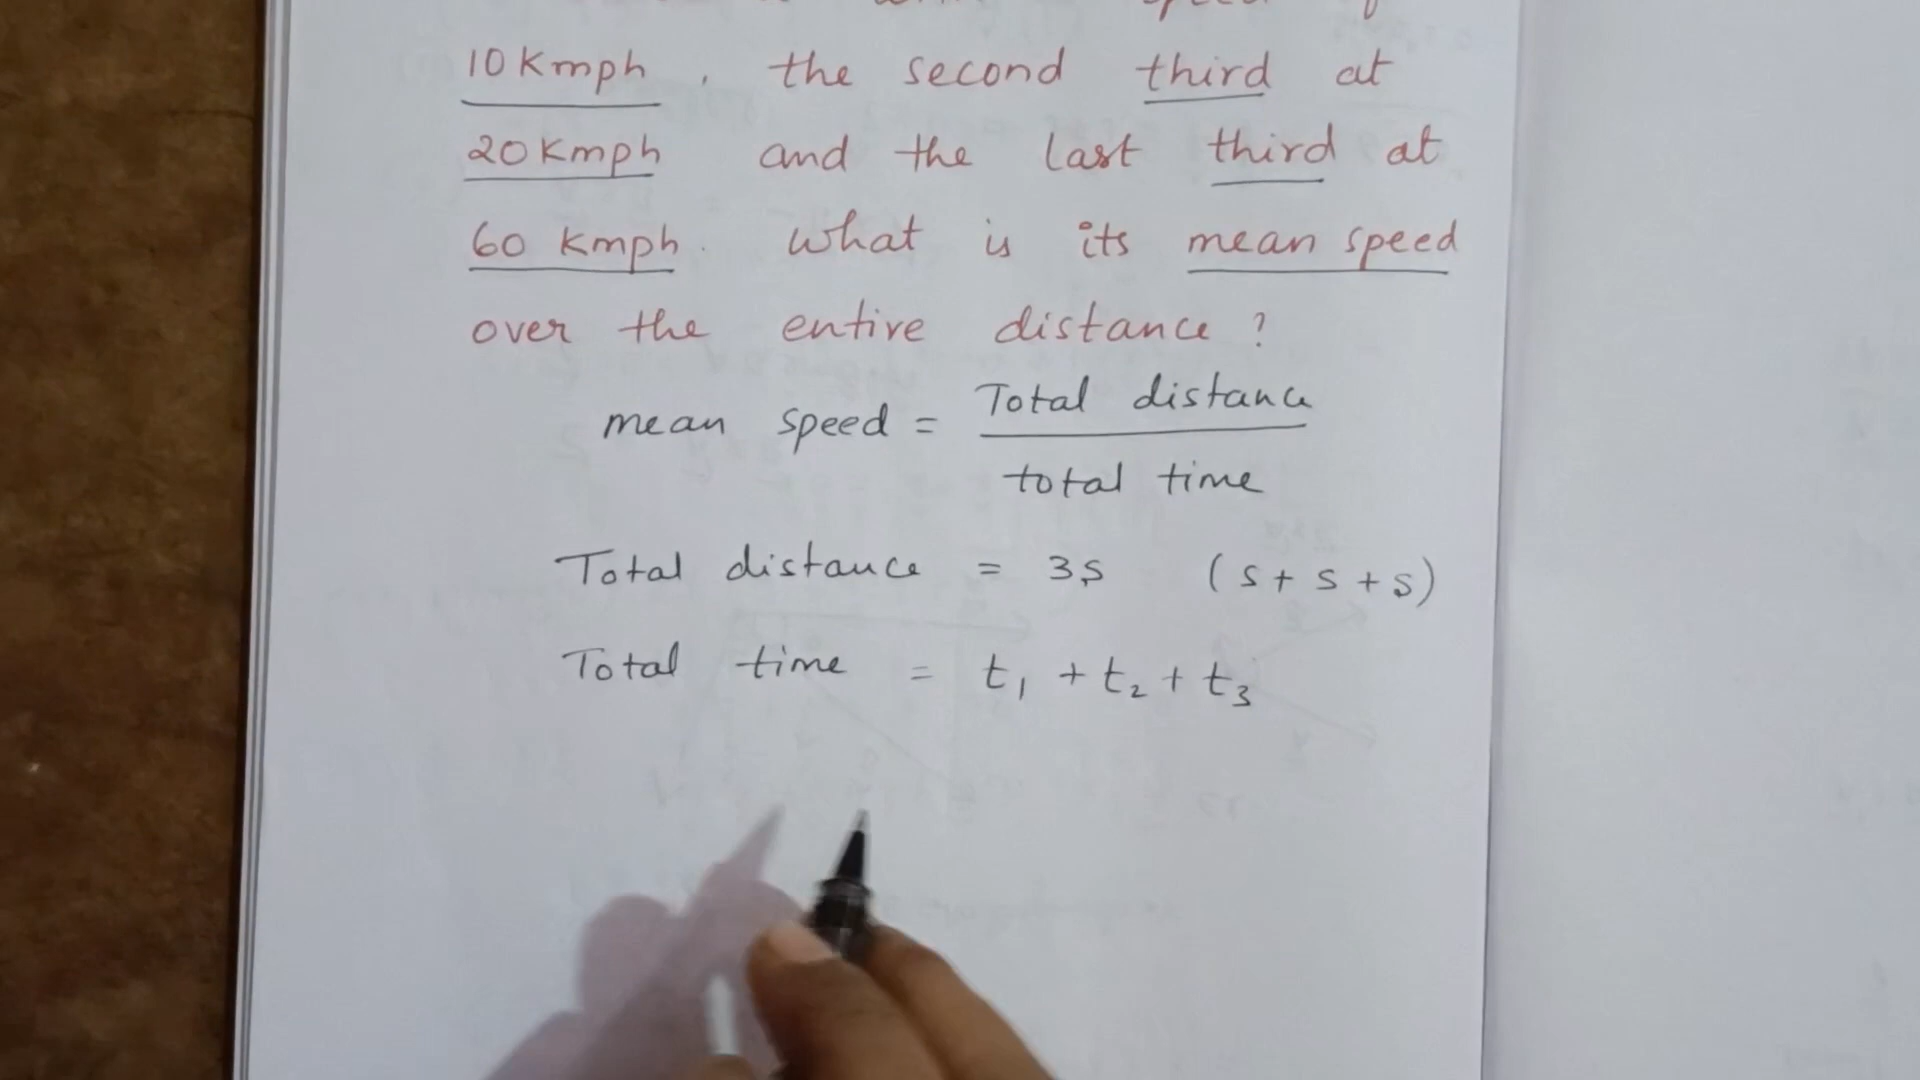 10 Kmph , the second third at
20 Kmph and the last third at
60 Kmph. What is its mean speed
over the entire distance ?
mean speed = Total distance
total time
Total distance = 3s (s + s + s)
Total time = t₁ + t₂ + t₃